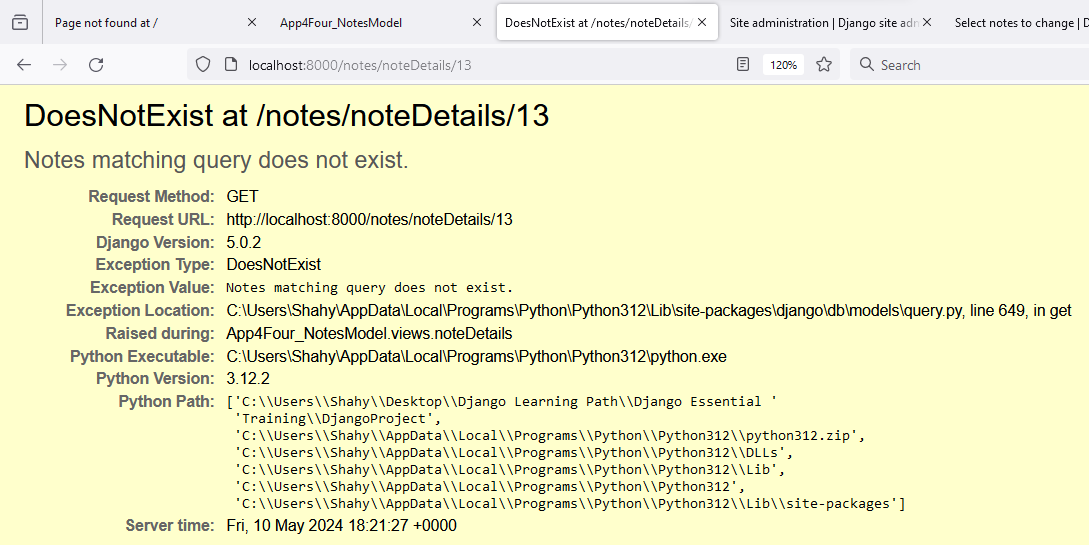 Page not found at /
App4Four_NotesModel
DoesNotExist at /notes/noteDetails/
Site administration | Django site adm
Select notes to change | D
localhost:8000/notes/noteDetails/13
120%
Search
DoesNotExist at /notes/noteDetails/13
Notes matching query does not exist.
Request Method: GET
Request URL: http://localhost:8000/notes/noteDetails/13
Django Version: 5.0.2
Exception Type: DoesNotExist
Exception Value: Notes matching query does not exist.
Exception Location: C:\Users\Shahy\AppData\Local\Programs\Python\Python312\Lib\site-packages\django\db\models\query.py, line 649, in get
Raised during: App4Four_NotesModel.views.noteDetails
Python Executable: C:\Users\Shahy\AppData\Local\Programs\Python\Python312\python.exe
Python Version: 3.12.2
Python Path: ['C:\\Users\\Shahy\\Desktop\\Django Learning Path\\Django Essential '
'Training\\DjangoProject',
'C:\\Users\\Shahy\\AppData\\Local\\Programs\\Python\\Python312\\python312.zip',
'C:\\Users\\Shahy\\AppData\\Local\\Programs\\Python\\Python312\\DLLs',
'C:\\Users\\Shahy\\AppData\\Local\\Programs\\Python\\Python312\\Lib',
'C:\\Users\\Shahy\\AppData\\Local\\Programs\\Python\\Python312',
'C:\\Users\\Shahy\\AppData\\Local\\Programs\\Python\\Python312\\Lib\\site-packages']
Server time: Fri, 10 May 2024 18:21:27 +0000